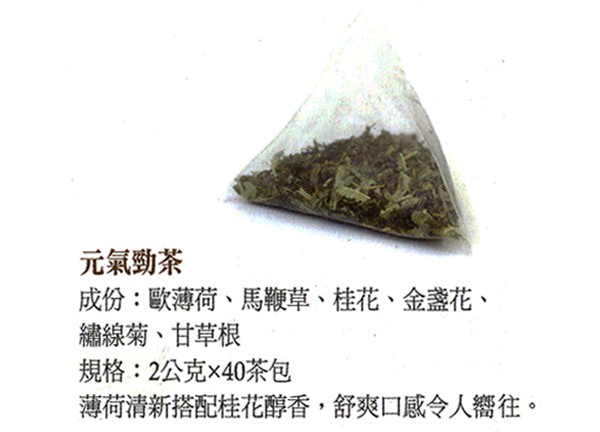 元氣勁茶
成份：歐薄荷、馬鞭草、桂花、金盞花、
繡線菊、甘草根
規格：2公克×40茶包
薄荷清新搭配桂花醇香，舒爽口感令人嚮往。